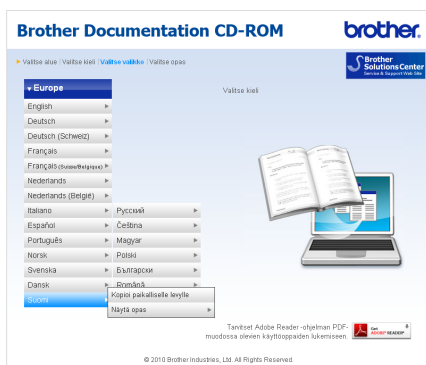 Brother Documentation CD-ROM
brother.
Valitse alue | Valitse kieli | Valitse valikko | Valitse opas
Brother
Solutions Center
Service & Support Web Site
Europe
Valitse kieli
English
Deutsch
Deutsch (Schweiz)
Français
Français (Suisse/Belgique)
Nederlands
Nederlands (België)
Italiano
Русский
Español
Čeština
Português
Magyar
Norsk
Polski
Svenska
Български
Dansk
Română
Suomi
Kopioi paikalliselle levylle
Näytä opas
Tarvitset Adobe Reader -ohjelman PDF-
muodossa olevien käyttöoppaiden lukemiseen.
Get
ADOBE® READER®
© 2010 Brother Industries, Ltd. All Rights Reserved.